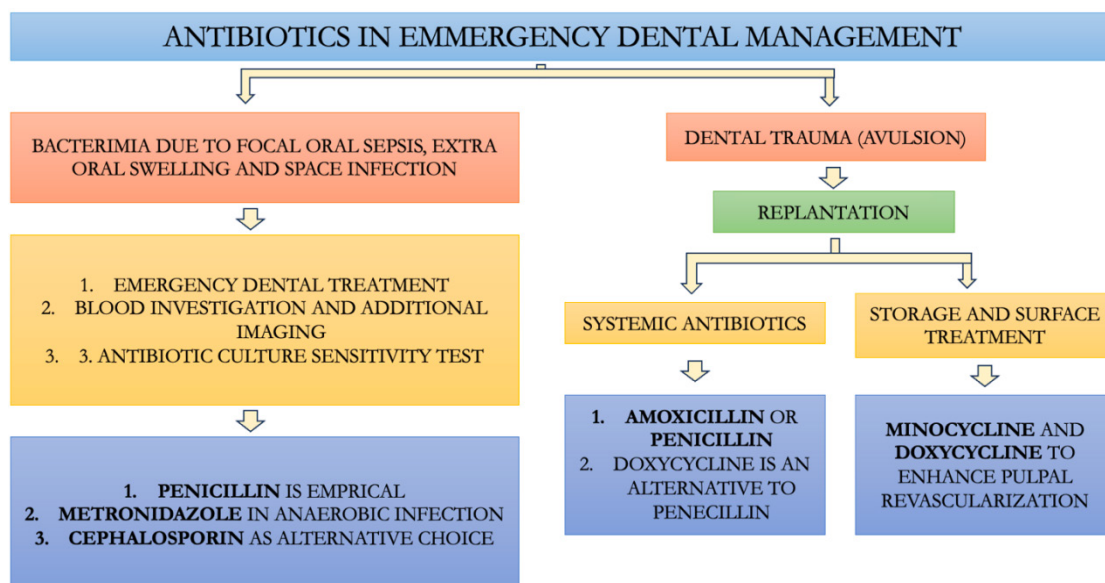 ANTIBIOTICS IN EMMERGENCY DENTAL MANAGEMENT
BACTERIMIA DUE TO FOCAL ORAL SEPSIS, EXTRA
ORAL SWELLING AND SPACE INFECTION
1. EMERGENCY DENTAL TREATMENT
2. BLOOD INVESTIGATION AND ADDITIONAL
IMAGING
3. 3. ANTIBIOTIC CULTURE SENSITIVITY TEST
1. PENICILLIN IS EMPRICAL
2. METRONIDAZOLE IN ANAEROBIC INFECTION
3. CEPHALOSPORIN AS ALTERNATIVE CHOICE
DENTAL TRAUMA (AVULSION)
REPLANTATION
SYSTEMIC ANTIBIOTICS
1. AMOXICILLIN OR
PENICILLIN
2. DOXYCYCLINE IS AN
ALTERNATIVE TO
PENECILLIN
STORAGE AND SURFACE
TREATMENT
MINOCYCLINE AND
DOXYCYCLINE TO
ENHANCE PULPAL
REVASCULARIZATION